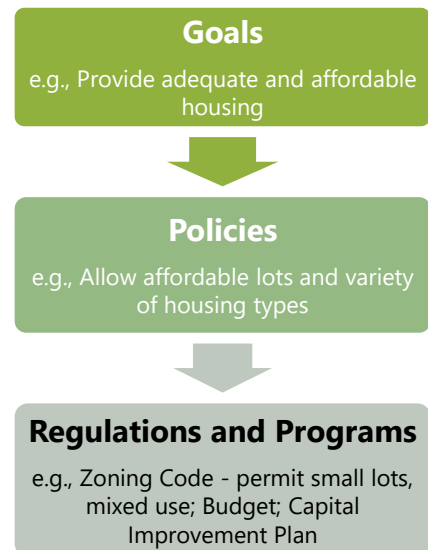 Goals
e.g., Provide adequate and affordable
housing
Policies
e.g., Allow affordable lots and variety
of housing types
Regulations and Programs
e.g., Zoning Code - permit small lots,
mixed use; Budget; Capital
Improvement Plan